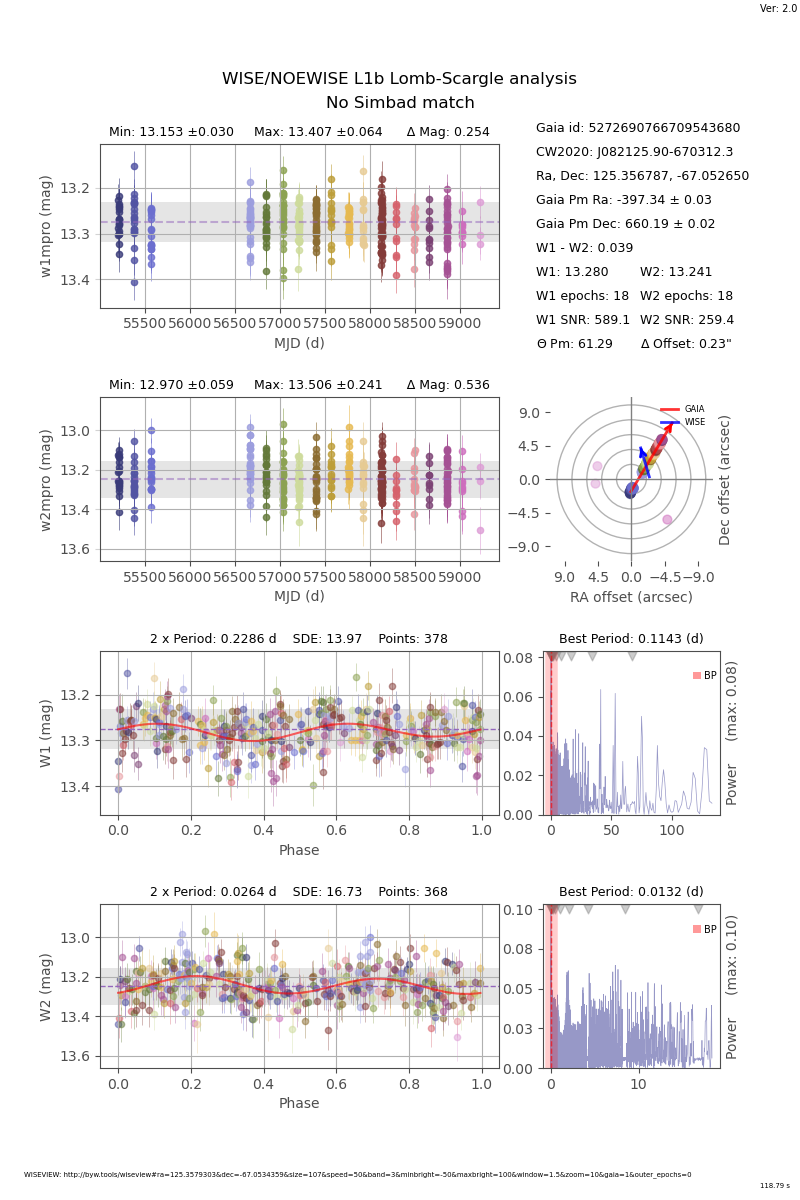 Ver: 2.0
WISE/NOEWISE L1b Lomb-Scargle analysis
No Simbad match
Min: 13.153 ±0.030 Max: 13.407 ±0.064 Δ Mag: 0.254
13.2
13.3
13.4
w1mpro (mag)
55500 56000 56500 57000 57500 58000 58500 59000
MJD (d)
Gaia id: 5272690766709543680
CW2020: J082125.90-670312.3
Ra, Dec: 125.356787, -67.052650
Gaia Pm Ra: -397.34 ± 0.03
Gaia Pm Dec: 660.19 ± 0.02
W1 - W2: 0.039
W1: 13.280 W2: 13.241
W1 epochs: 18 W2 epochs: 18
W1 SNR: 589.1 W2 SNR: 259.4
Θ Pm: 61.29 Δ Offset: 0.23"
Min: 12.970 ±0.059 Max: 13.506 ±0.241 Δ Mag: 0.536
13.0
13.2
13.4
13.6
w2mpro (mag)
55500 56000 56500 57000 57500 58000 58500 59000
MJD (d)
GAIA
WISE
9.0
4.5
0.0
−4.5
−9.0
Dec offset (arcsec)
9.0 4.5 0.0 −4.5 −9.0
RA offset (arcsec)
2 x Period: 0.2286 d SDE: 13.97 Points: 378
13.2
13.3
13.4
W1 (mag)
0.0 0.2 0.4 0.6 0.8 1.0
Phase
Best Period: 0.1143 (d)
BP
0.08
0.06
0.04
0.02
0.00
Power (max: 0.08)
0 50 100
2 x Period: 0.0264 d SDE: 16.73 Points: 368
13.0
13.2
13.4
13.6
W2 (mag)
0.0 0.2 0.4 0.6 0.8 1.0
Phase
Best Period: 0.0132 (d)
BP
0.10
0.08
0.05
0.03
0.00
Power (max: 0.10)
0 10
WISEVIEW: http://byw.tools/wiseview#ra=125.3579303&dec=-67.0534359&size=107&speed=50&band=3&minbright=-50&maxbright=100&window=1.5&zoom=10&gaia=1&outer_epochs=0
118.79 s